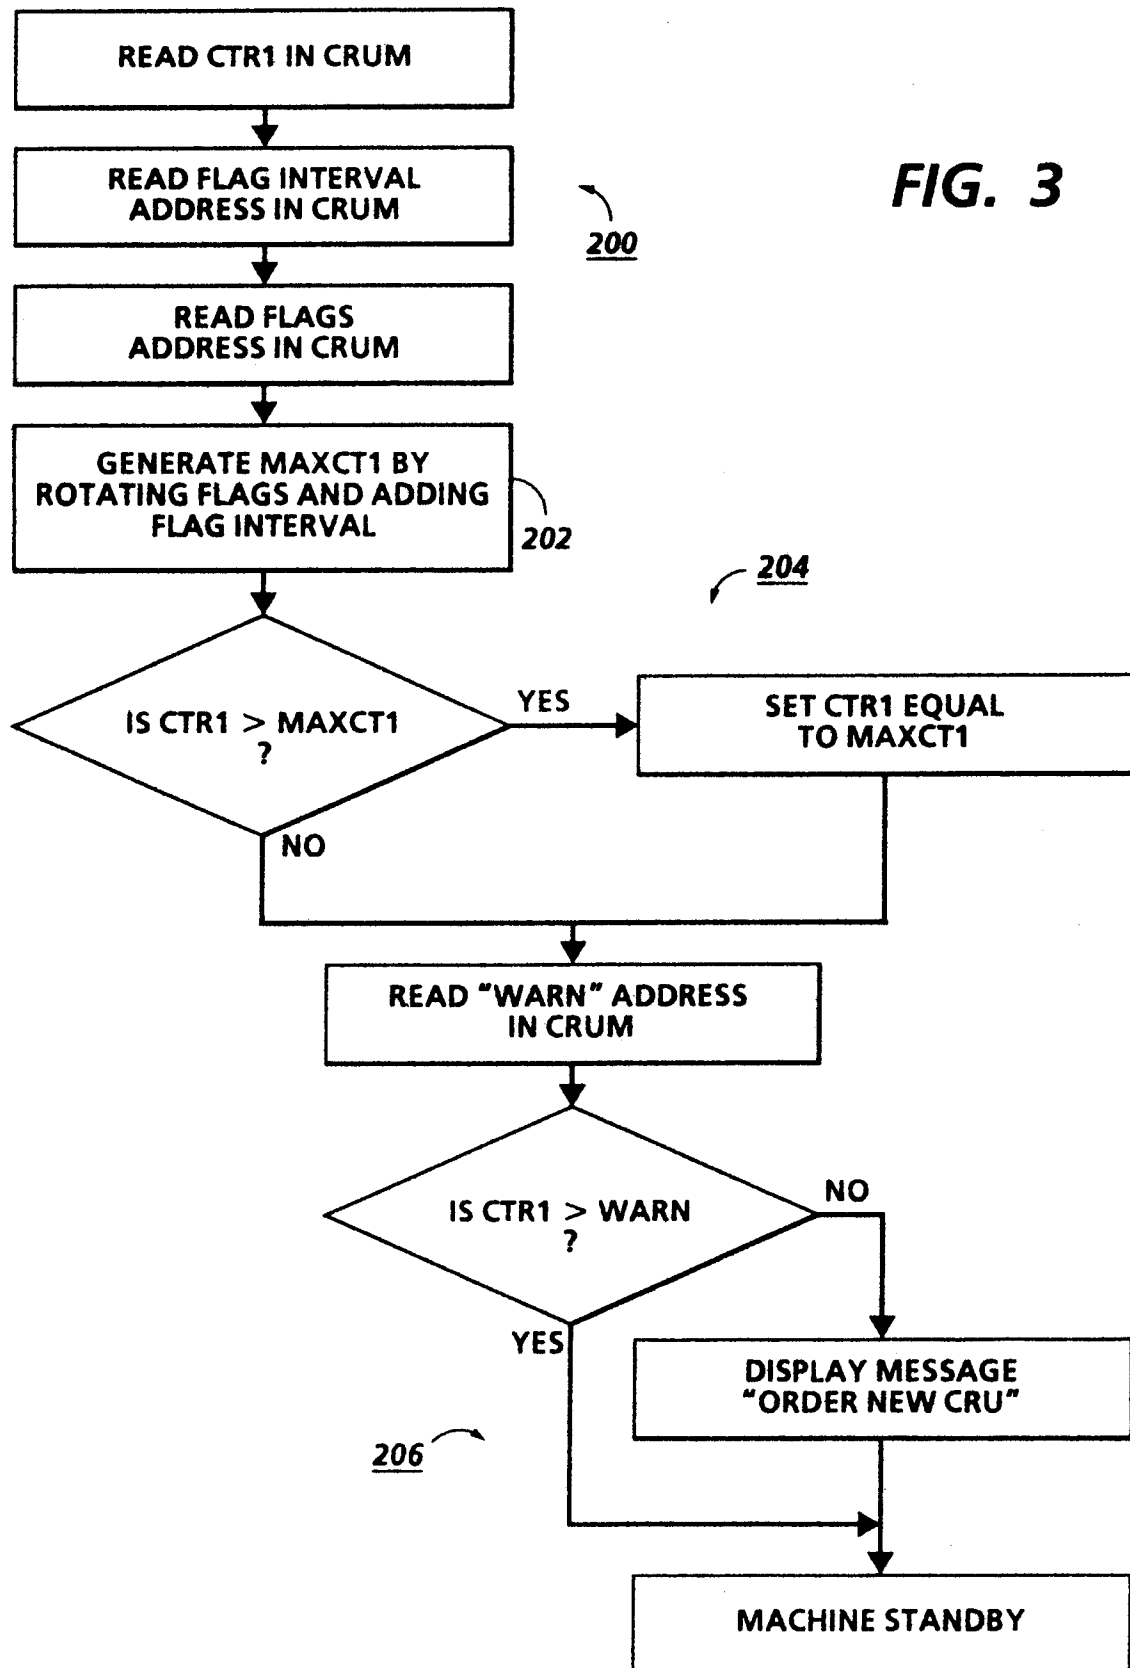 READ CTR1 IN CRUM
READ FLAG INTERVAL
ADDRESS IN CRUM
FIG. 3
200
READ FLAGS
ADDRESS IN CRUM
GENERATE MAXCT1 BY
ROTATING FLAGS AND ADDING
FLAG INTERVAL
202
204
IS CTR1 > MAXCT1
?
YES
SET CTR1 EQUAL
TO MAXCT1
NO
READ "WARN" ADDRESS
IN CRUM
IS CTR1 > WARN
?
NO
YES
DISPLAY MESSAGE
"ORDER NEW CRU"
206
MACHINE STANDBY